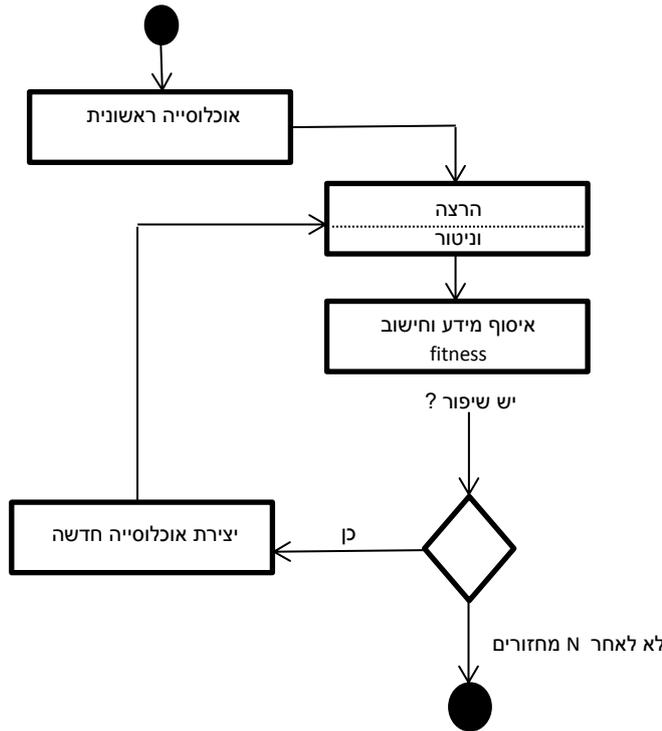 אוכלוסייה ראשונית
הרצה
וניטור
איסוף מידע וחישוב
fitness
יש שיפור ?
כן
יצירת אוכלוסייה חדשה
לא לאחר N מחזורים